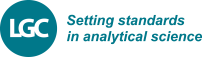 LGC
Setting standards
in analytical science